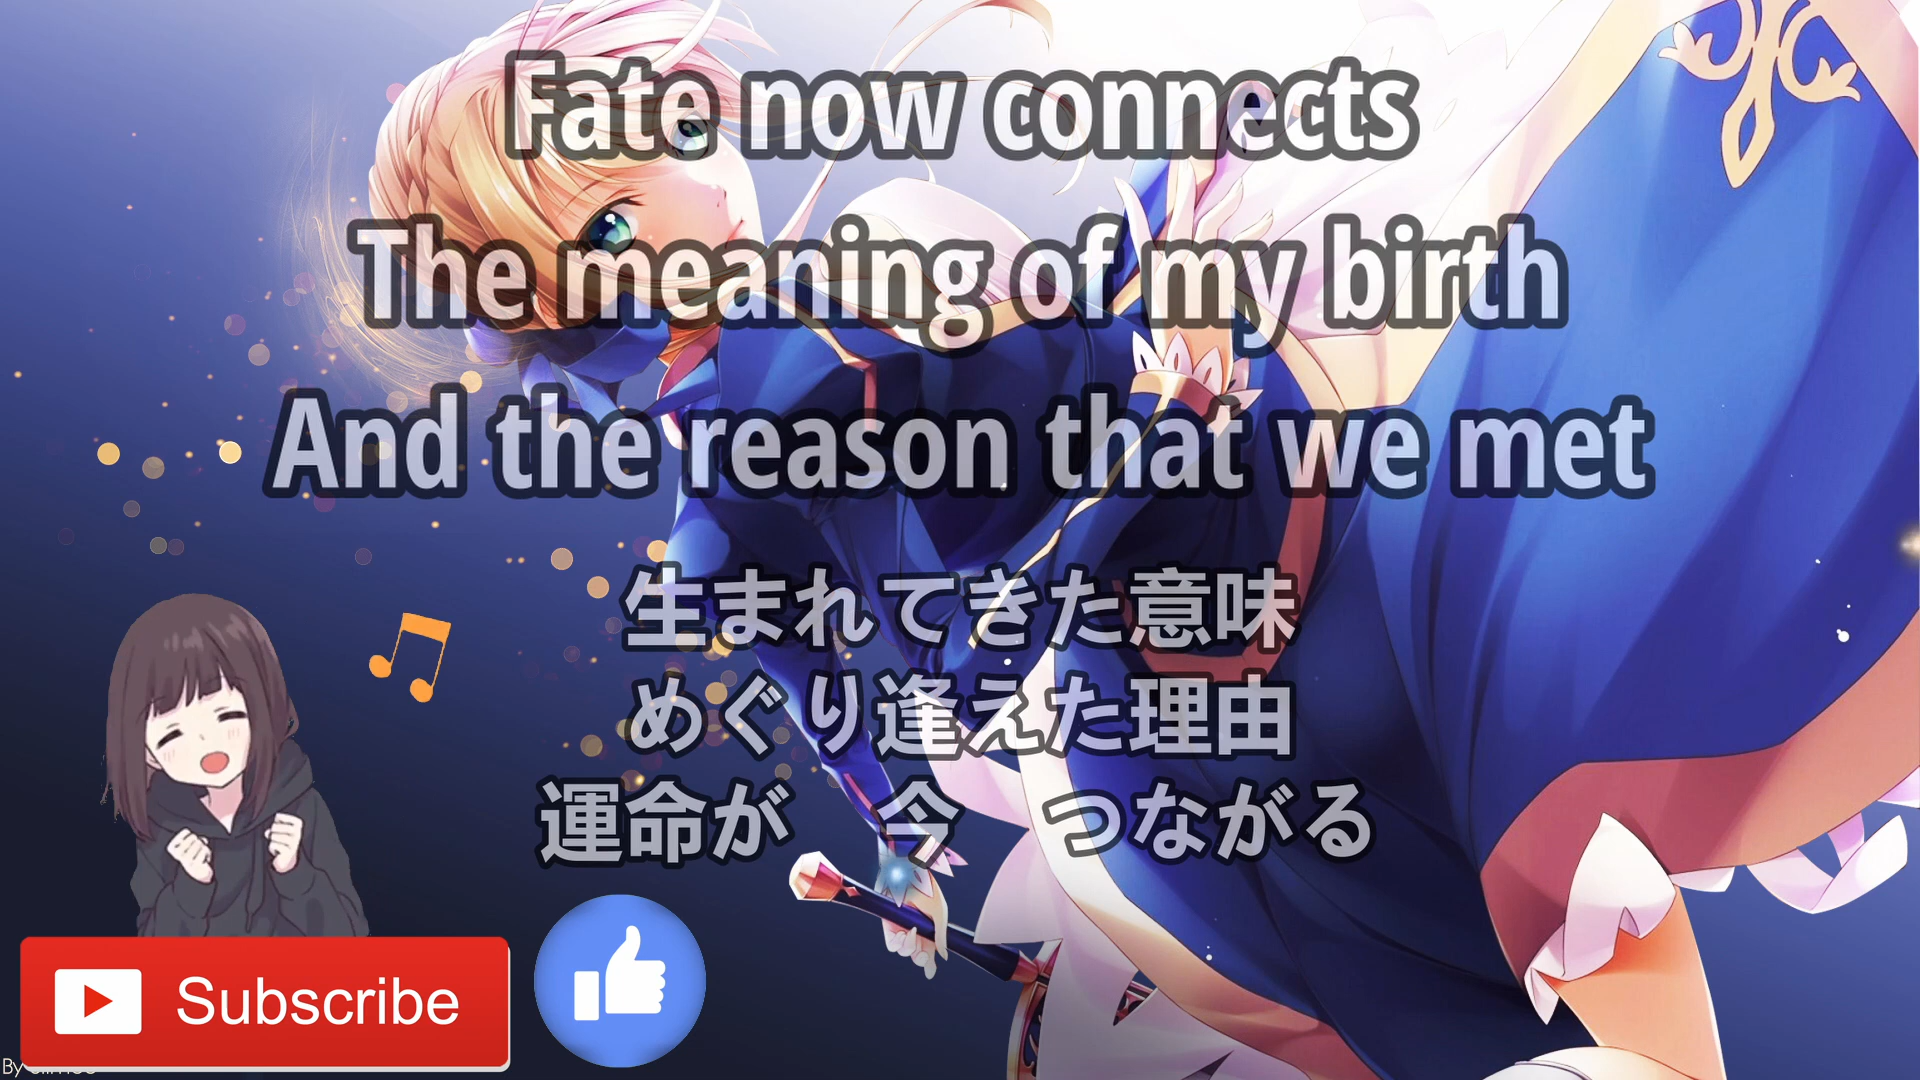 Fate now connects
The meaning of my birth
And the reason that we met
生まれてきた意味
めぐり逢えた理由
運命が　今　つながる
Subscribe
By